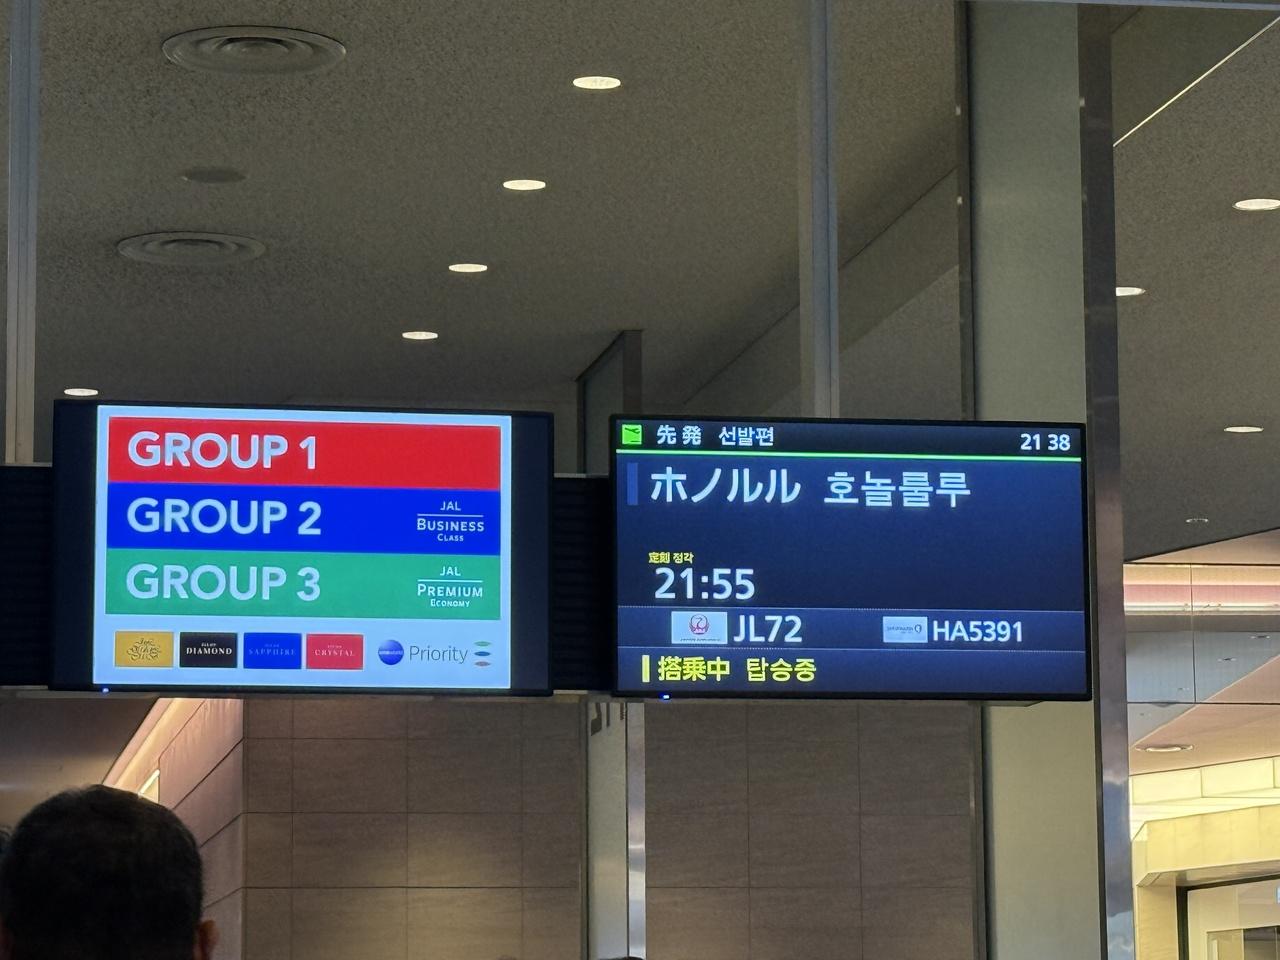 GROUP 1
GROUP 2
JAL
BUSINESS
CLASS
GROUP 3
JAL
PREMIUM
ECONOMY
DIAMOND
SAPPHIRE
CRYSTAL
Priority
先発 선발편
21 38
ホノルル 호놀룰루
定刻 정각
21:55
JL72
HA5391
搭乗中 탑승중